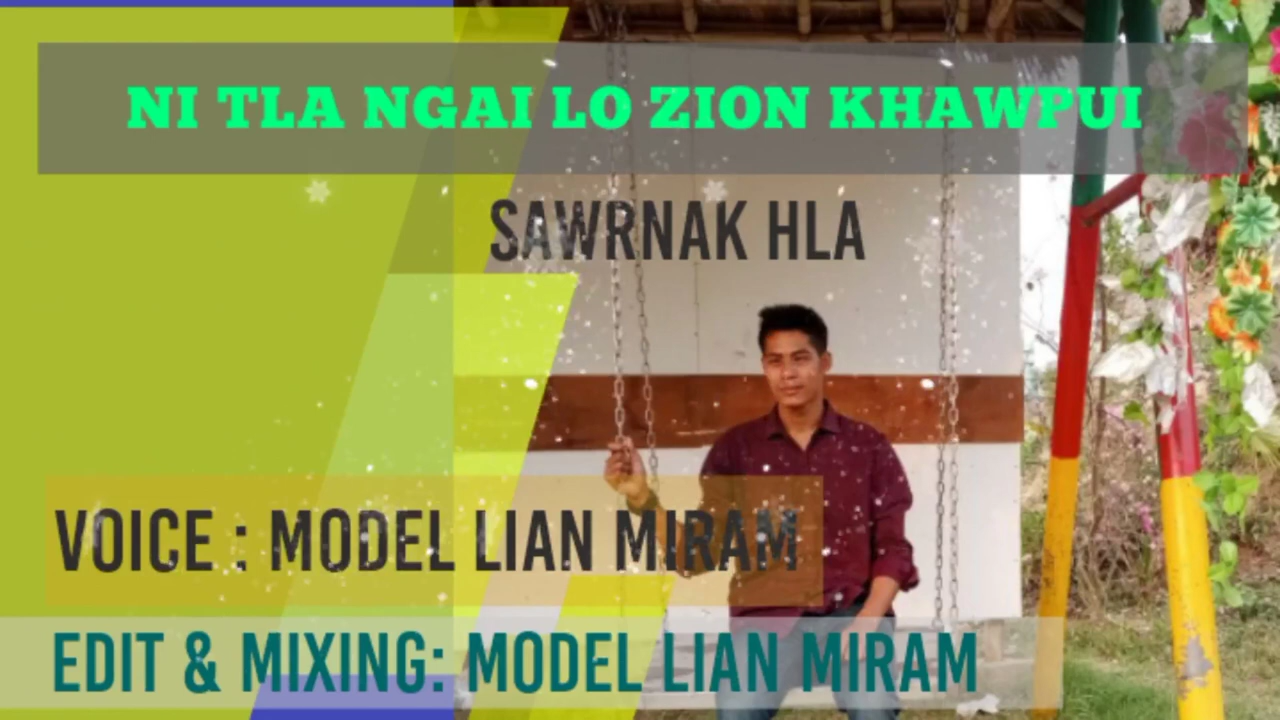 NI TLA NGAI LO ZION KHAWPUI
SAWRNAK HLA
VOICE : MODEL LIAN MIRAM
EDIT & MIXING: MODEL LIAN MIRAM